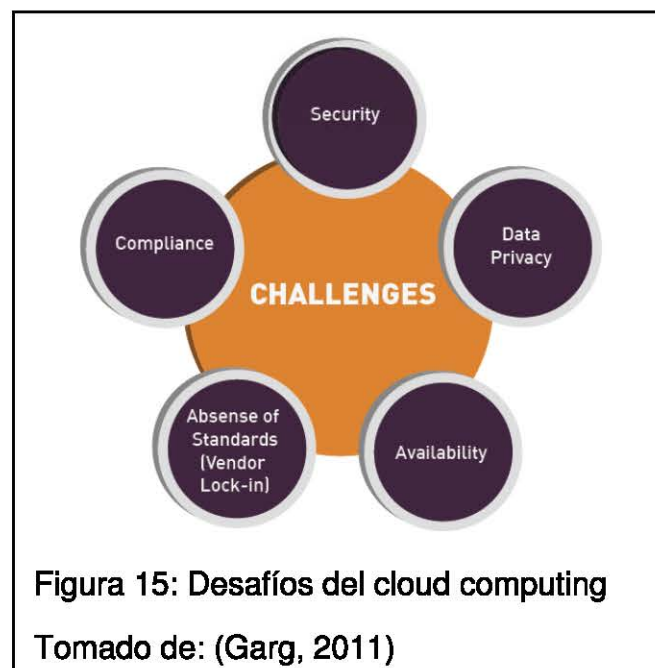 Security
Compliance
Data
Privacy
CHALLENGES
Absense of
Standards
(Vendor
Lock-in)
Availability
Figura 15: Desafíos del cloud computing
Tomado de: (Garg, 2011)